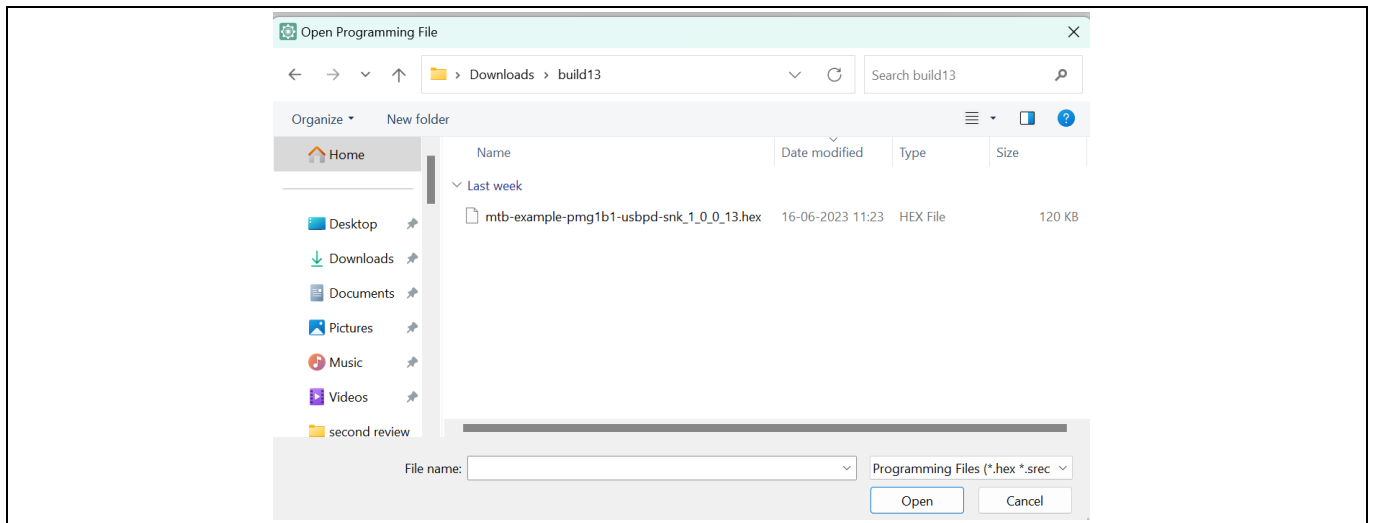 Open Programming File
Downloads > build13
Search build13
Organize
New folder
Home
Name
Date modified
Type
Size
Last week
mtb-example-pmg1b1-usbpd-snk_1_0_0_13.hex 16-06-2023 11:23 HEX File 120 KB
Desktop
Downloads
Documents
Pictures
Music
Videos
second review
File name:
Programming Files (*.hex *.srec
Open
Cancel